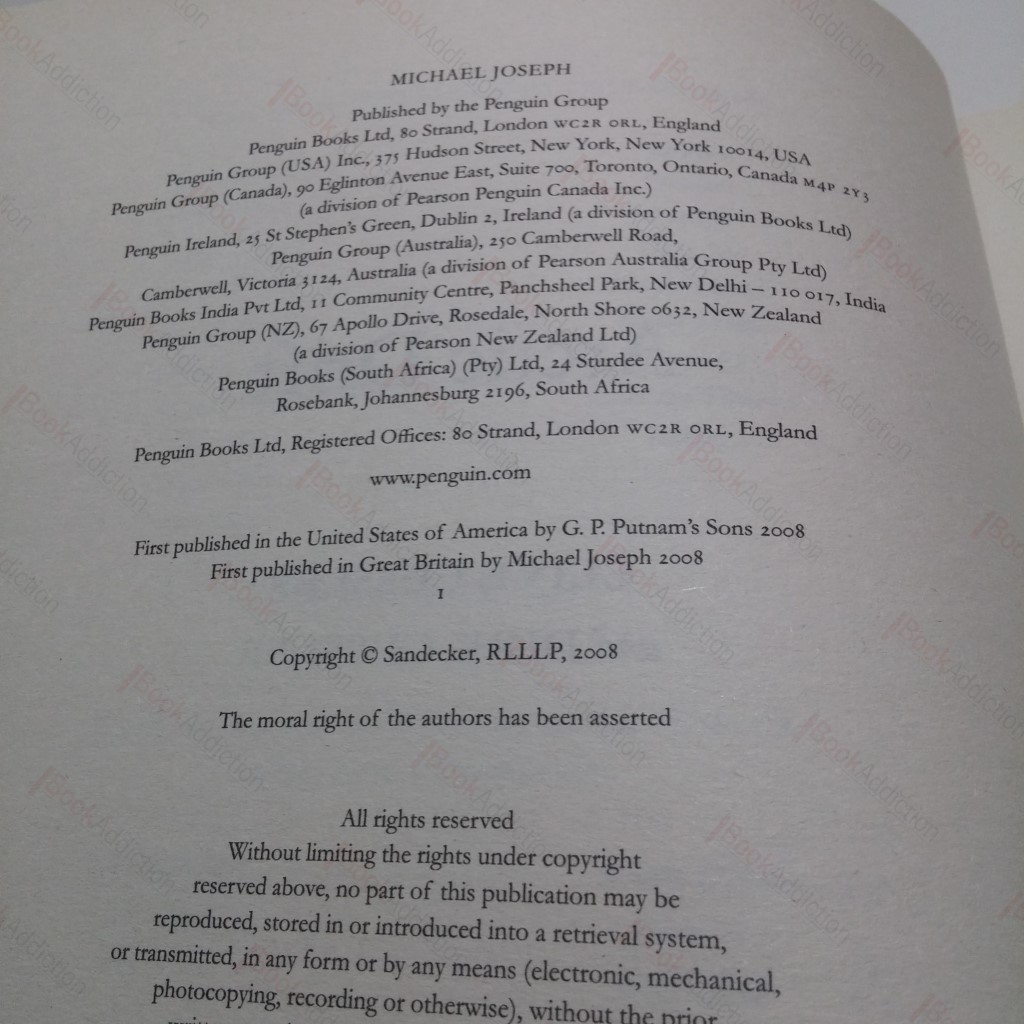 MICHAEL JOSEPH
Published by the Penguin Group
Penguin Books Ltd, 80 Strand, London WC2R ORL, England
Penguin Group (USA) Inc., 375 Hudson Street, New York, New York 10014, USA
Penguin Group (Canada), 90 Eglinton Avenue East, Suite 700, Toronto, Ontario, Canada M4P 2Y3
(a division of Pearson Penguin Canada Inc.)
Penguin Ireland, 25 St Stephen's Green, Dublin 2, Ireland (a division of Penguin Books Ltd)
Penguin Group (Australia), 250 Camberwell Road,
Camberwell, Victoria 3124, Australia (a division of Pearson Australia Group Pty Ltd)
Penguin Books India Pvt Ltd, 11 Community Centre, Panchsheel Park, New Delhi – 110 017, India
Penguin Group (NZ), 67 Apollo Drive, Rosedale, North Shore 0632, New Zealand
(a division of Pearson New Zealand Ltd)
Penguin Books (South Africa) (Pty) Ltd, 24 Sturdee Avenue,
Rosebank, Johannesburg 2196, South Africa
Penguin Books Ltd, Registered Offices: 80 Strand, London WC2R ORL, England
www.penguin.com
First published in the United States of America by G. P. Putnam's Sons 2008
First published in Great Britain by Michael Joseph 2008
1
Copyright © Sandecker, RLLLP, 2008
The moral right of the authors has been asserted
All rights reserved
Without limiting the rights under copyright
reserved above, no part of this publication may be
reproduced, stored in or introduced into a retrieval system,
or transmitted, in any form or by any means (electronic, mechanical,
photocopying, recording or otherwise), without the prior